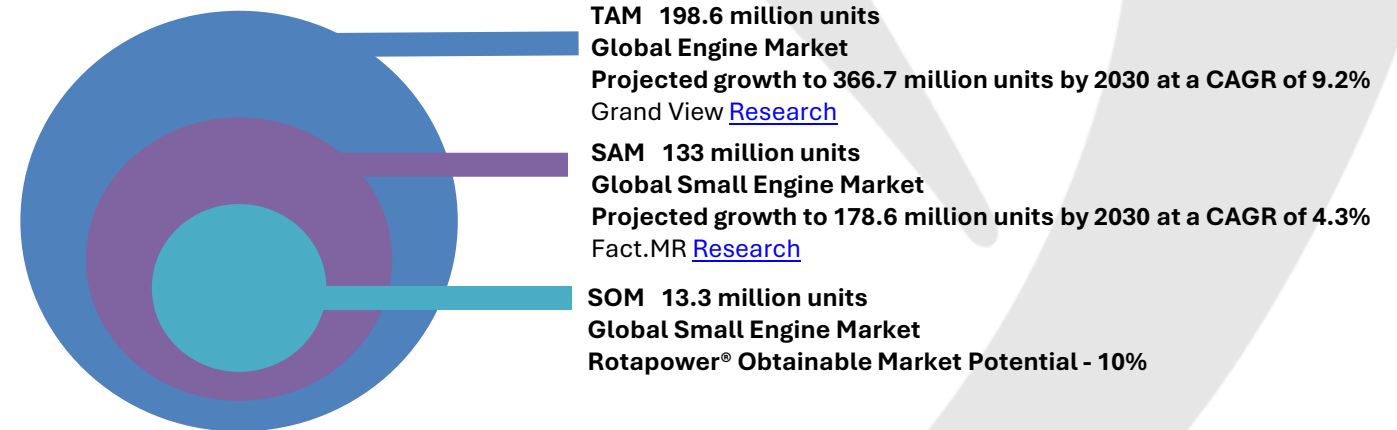 TAM 198.6 million units
Global Engine Market
Projected growth to 366.7 million units by 2030 at a CAGR of 9.2%
Grand View Research
SAM 133 million units
Global Small Engine Market
Projected growth to 178.6 million units by 2030 at a CAGR of 4.3%
Fact.MR Research
SOM 13.3 million units
Global Small Engine Market
Rotapower® Obtainable Market Potential - 10%